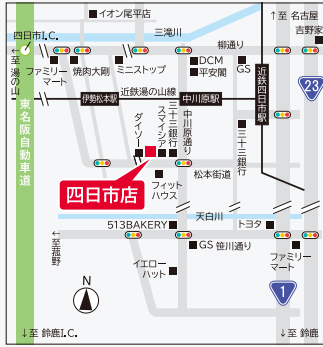 イオン尾平店
↑至 名古屋
吉野家
四日市I.C.
三滝川
柳通り
←至 湯の山
ファミリーマート
焼肉大剛
ミニストップ
DCM
平安閣
GS
近鉄四日市駅
23
近鉄湯の山線
伊勢松本駅
中川原駅
東名阪自動車道
ダイソー
スマイシア
三十三銀行
中川原通り
三十三銀行
四日市店
フィットハウス
松本街道
天白川
513BAKERY
トヨタ
←至菰野
GS
笹川通り
イエローハット
ファミリーマート
N
1
↓至 鈴鹿I.C.
↓至 鈴鹿